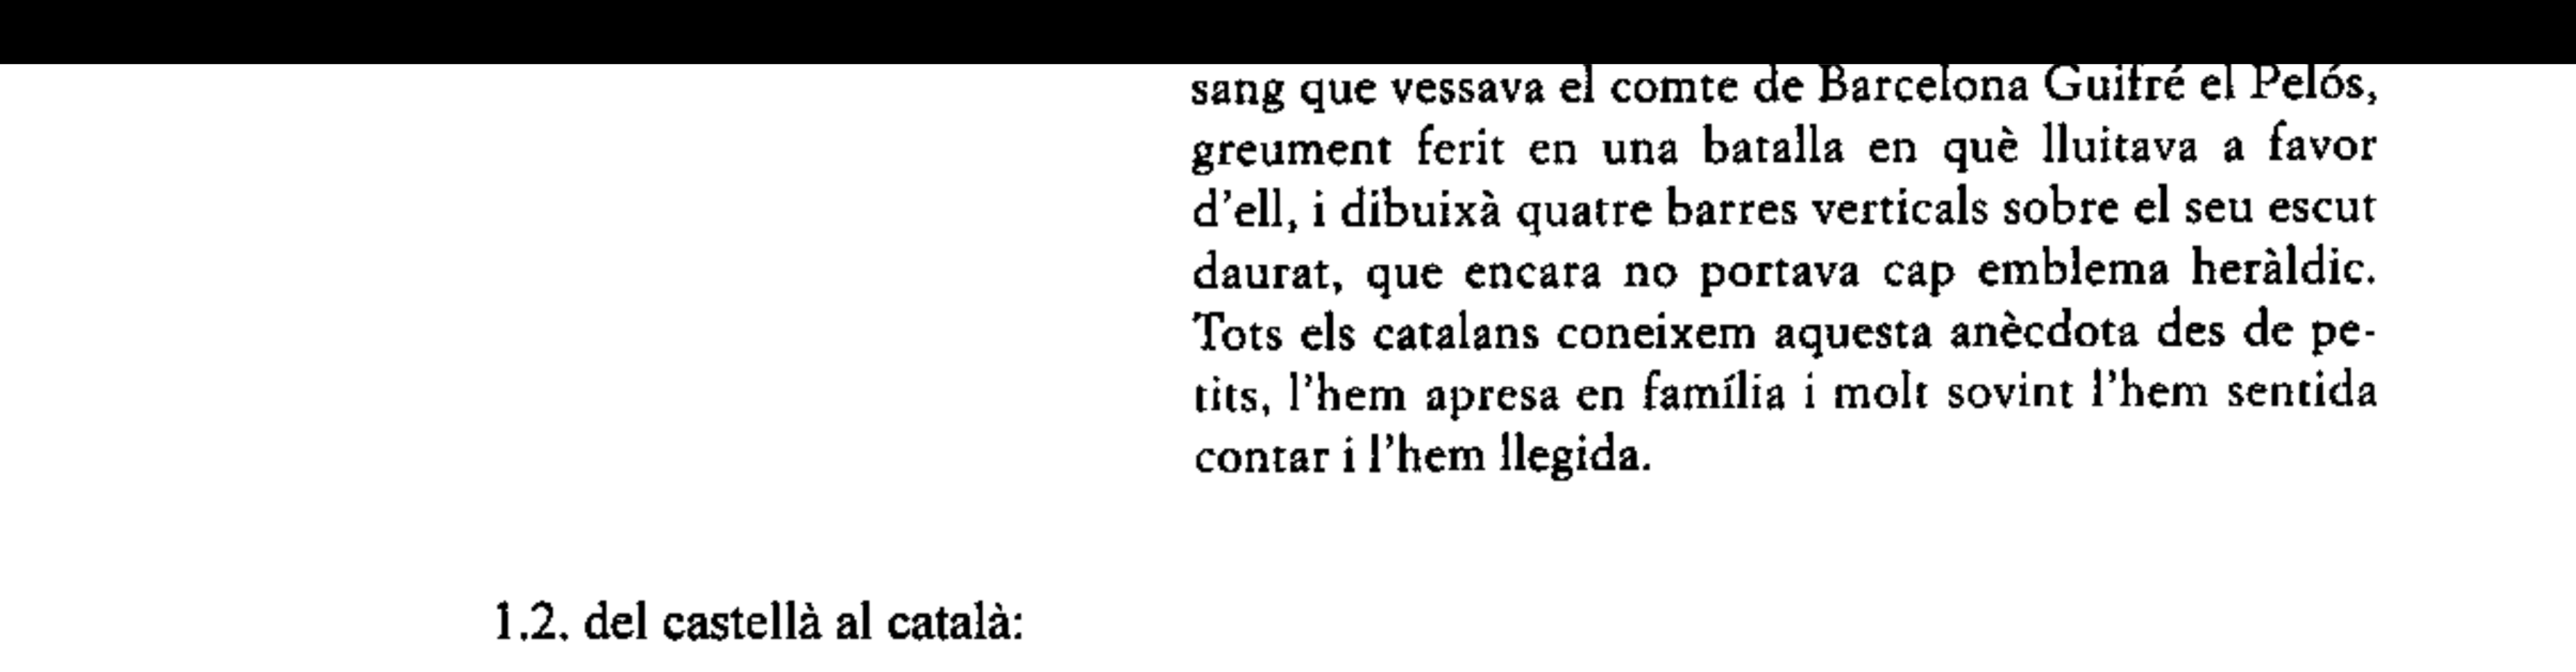 sang que vessava el comte de Barcelona Guifré el Pelós,
greument ferit en una batalla en què lluitava a favor
d'ell, i dibuixà quatre barres verticals sobre el seu escut
daurat, que encara no portava cap emblema heràldic.
Tots els catalans coneixem aquesta anècdota des de pe-
tits, l'hem apresa en família i molt sovint l'hem sentida
contar i l'hem llegida.
1.2. del castellà al català: